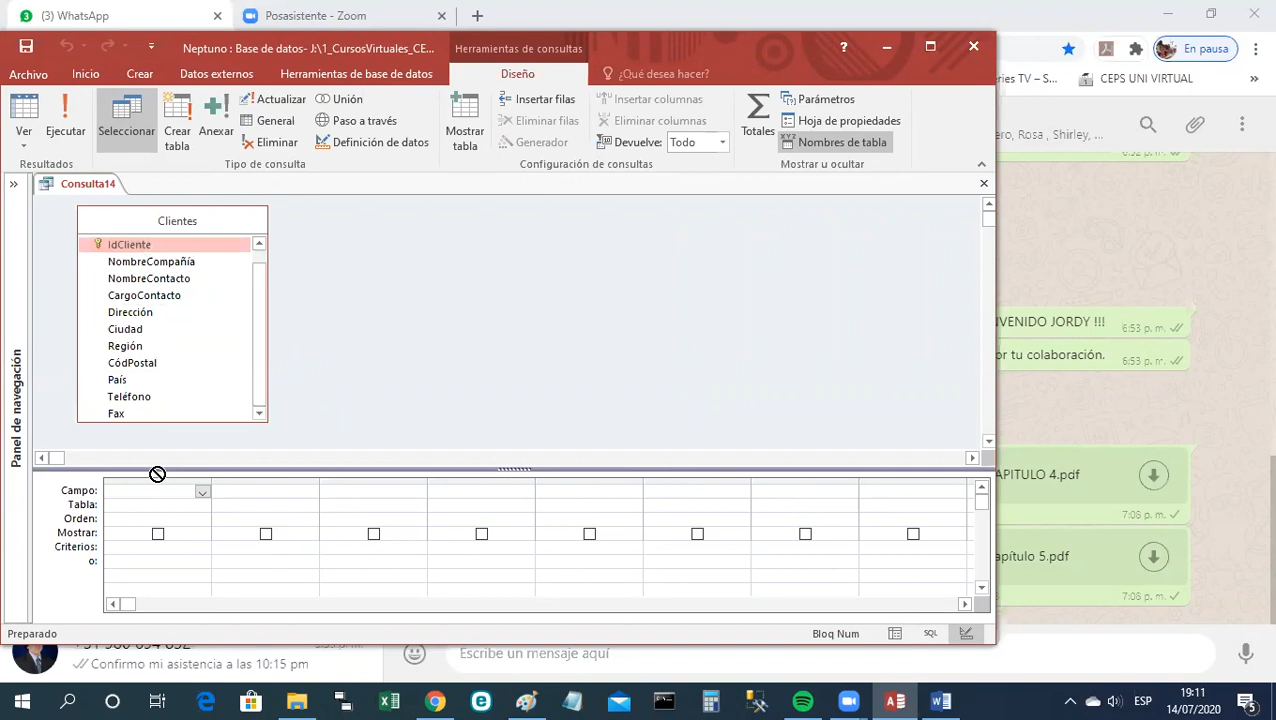 (3) WhatsApp
Posasistente - Zoom
Neptuno : Base de datos- J:\1_CursosVirtuales_CE...
Herramientas de consultas
?
En pausa
Archivo
Inicio
Crear
Datos externos
Herramientas de base de datos
Diseño
¿Qué desea hacer?
éries TV – S...
CEPS UNI VIRTUAL
Ver
Ejecutar
Seleccionar
Crear
tabla
Anexar
Actualizar
General
Eliminar
Unión
Paso a través
Definición de datos
Mostrar
tabla
Insertar filas
Eliminar filas
Generador
Insertar columnas
Eliminar columnas
Devuelve: Todo
Totales
Parámetros
Hoja de propiedades
XYZ Nombres de tabla
Resultados
Tipo de consulta
Configuración de consultas
Mostrar u ocultar
ero, Rosa , Shirley, ...
Consulta14
Panel de navegación
Clientes
IdCliente
NombreCompañía
NombreContacto
CargoContacto
Dirección
Ciudad
Región
CódPostal
País
Teléfono
Fax
NVENIDO JORDY !!!
6:53 p. m.
or tu colaboración.
6:53 p. m.
APITULO 4.pdf
7:08 p. m.
apítulo 5.pdf
7:08 p. m.
Campo:
Tabla:
Orden:
Mostrar:
Criterios:
o:
Preparado
Bloq Num
SQL
Confirmo mi asistencia a las 10:15 pm
Escribe un mensaje aquí
ESP
19:11
14/07/2020
5